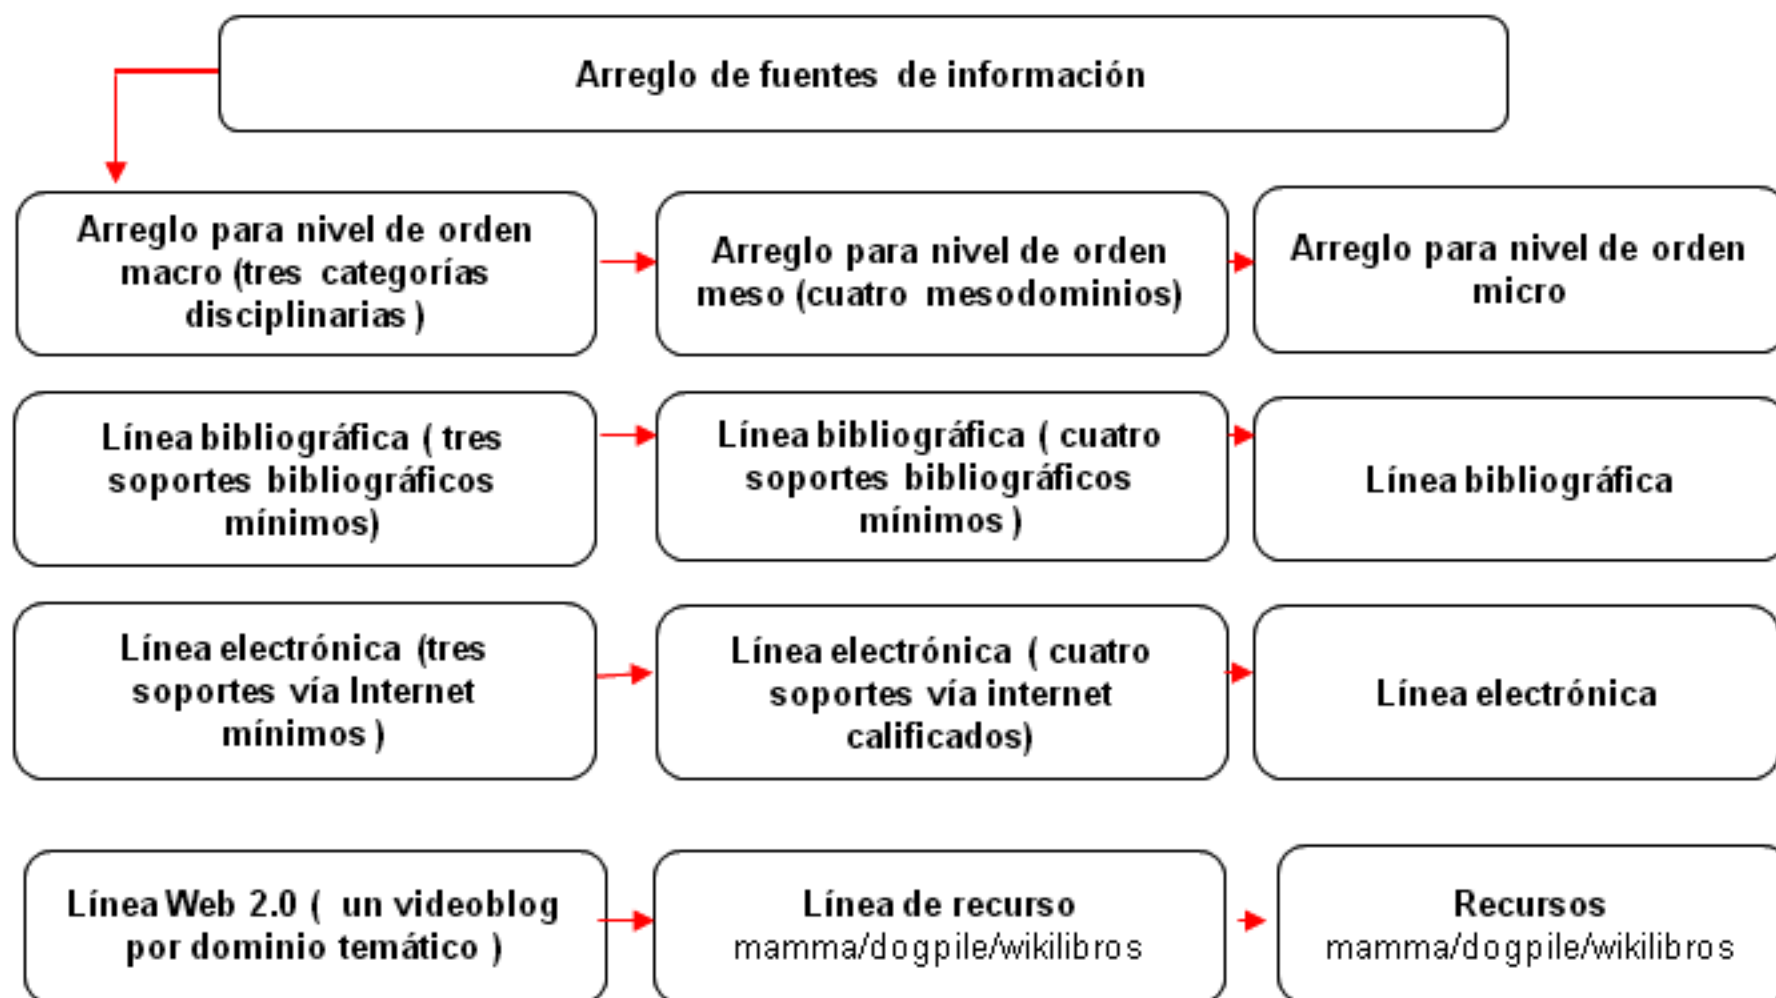 Arreglo de fuentes de información
Arreglo para nivel de orden
macro (tres categorías
disciplinarias )
Arreglo para nivel de orden
meso (cuatro mesodominios)
Arreglo para nivel de orden
micro
Línea bibliográfica ( tres
soportes bibliográficos
mínimos)
Línea bibliográfica ( cuatro
soportes bibliográficos
mínimos )
Línea bibliográfica
Línea electrónica (tres
soportes vía Internet
mínimos )
Línea electrónica ( cuatro
soportes vía internet
calificados)
Línea electrónica
Línea Web 2.0 ( un videoblog
por dominio temático )
Línea de recurso
mamma/dogpile/wikilibros
Recursos
mamma/dogpile/wikilibros